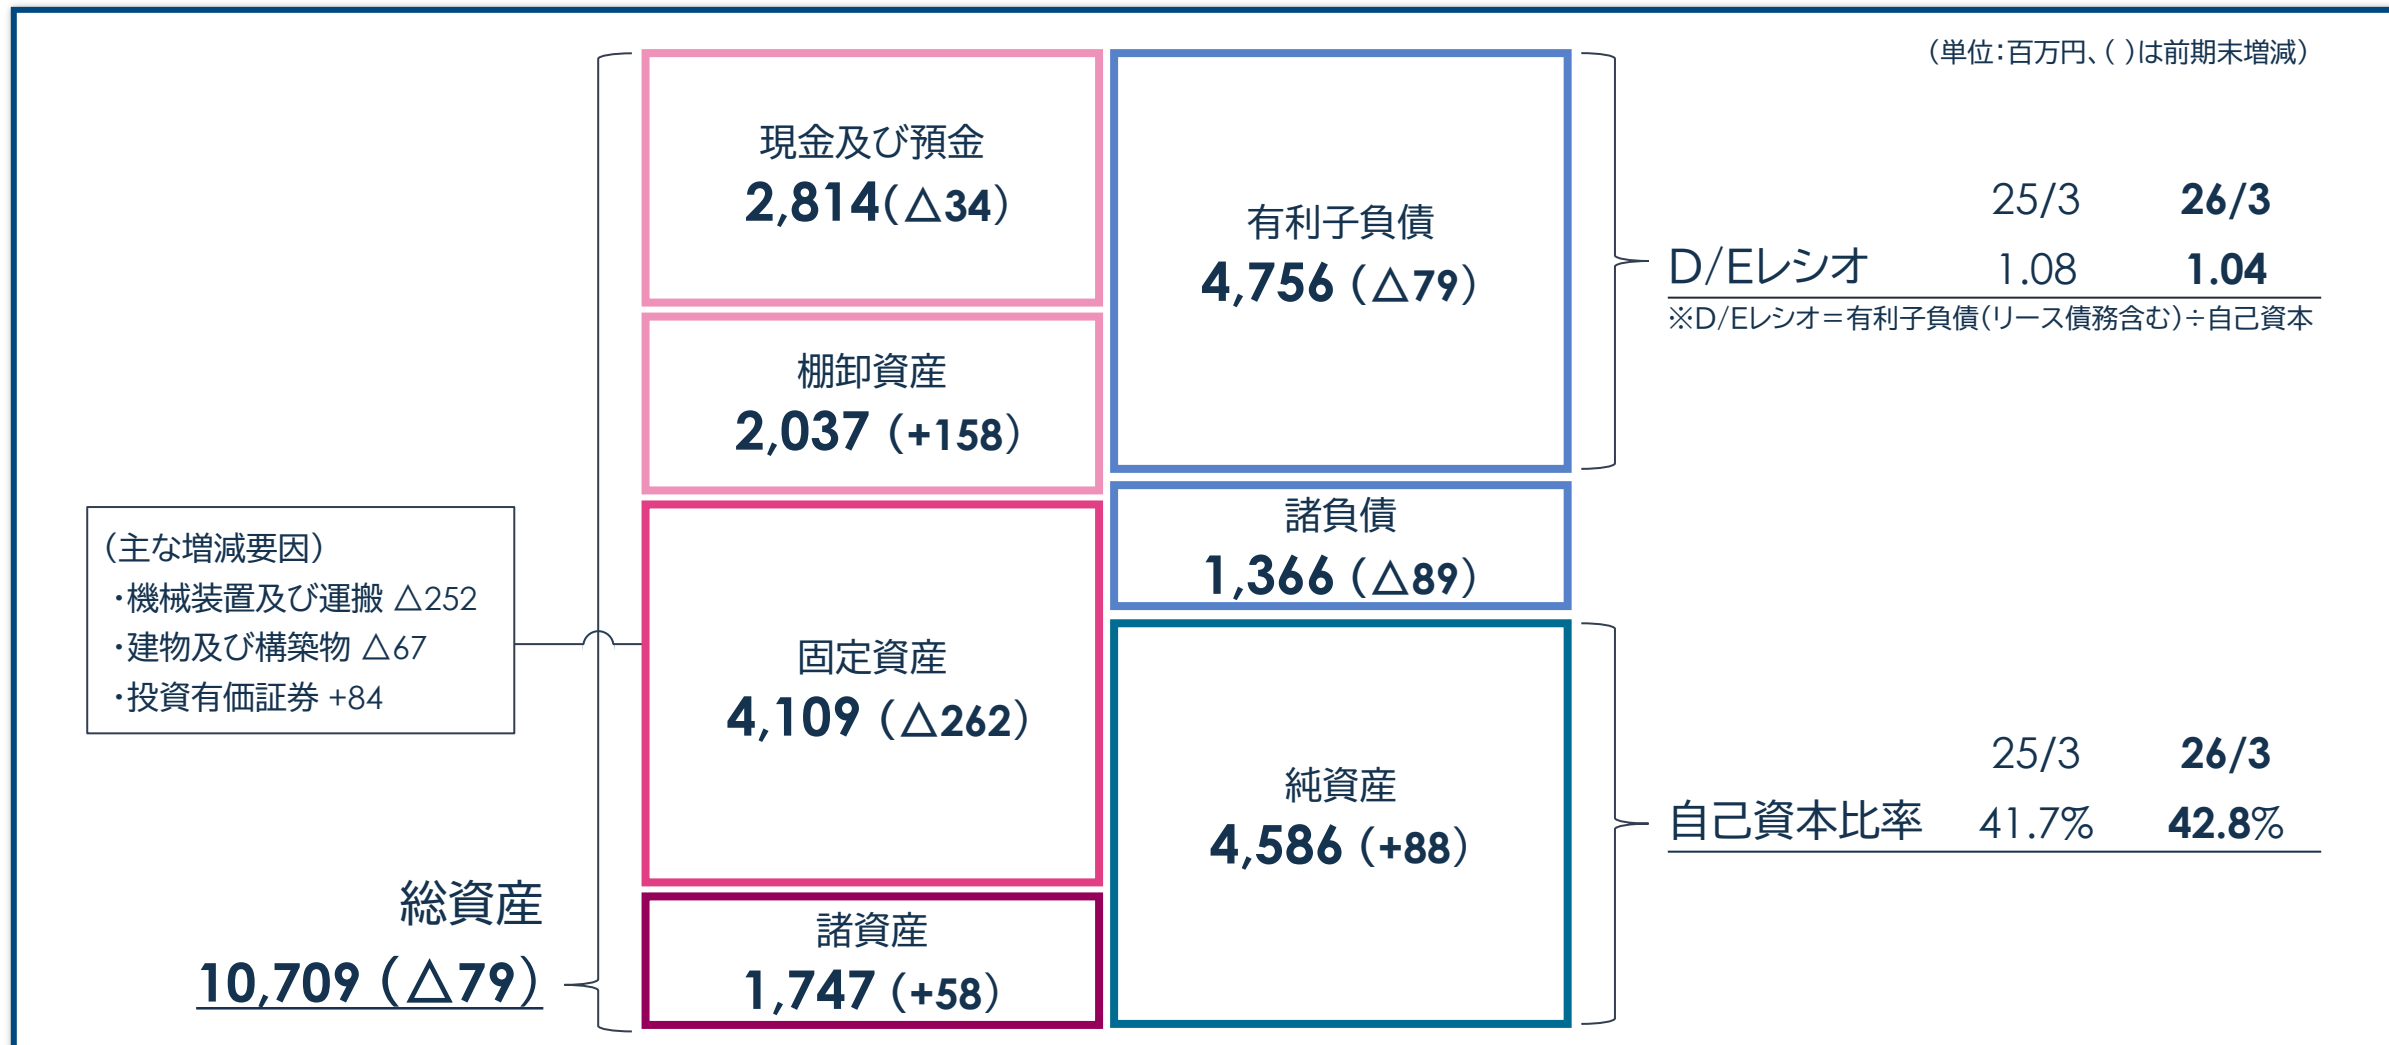 （単位：百万円、( )は前期末増減）
現金及び預金
2,814(△34)
棚卸資産
2,037 (+158)
固定資産
4,109 (△262)
諸資産
1,747 (+58)
（主な増減要因）
・機械装置及び運搬 △252
・建物及び構築物 △67
・投資有価証券 +84
総資産
10,709 (△79)
有利子負債
4,756 (△79)
諸負債
1,366 (△89)
純資産
4,586 (+88)
25/3 26/3
D/Eレシオ 1.08 1.04
※D/Eレシオ＝有利子負債（リース債務含む）÷自己資本
25/3 26/3
自己資本比率 41.7% 42.8%